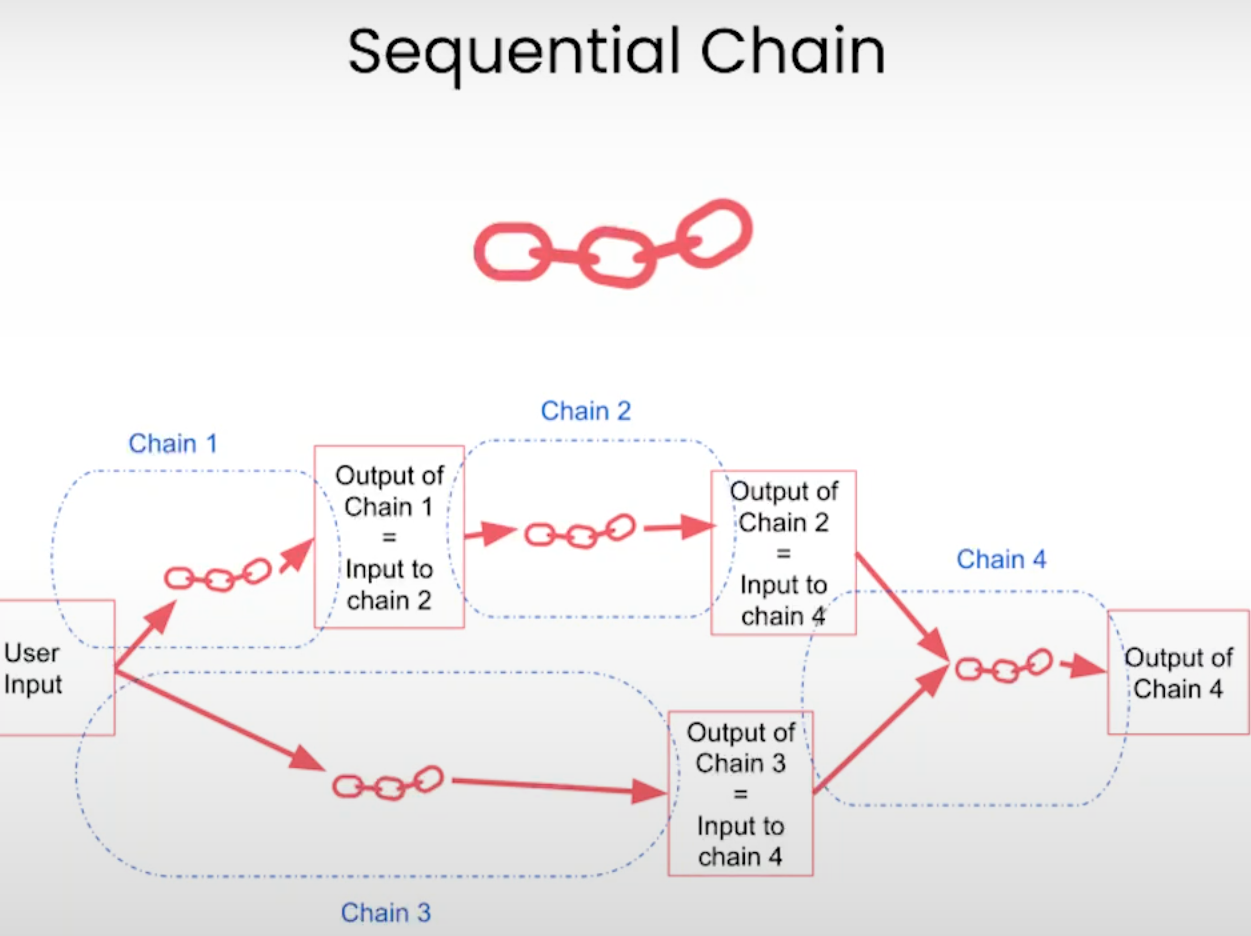 Sequential Chain
Chain 1
Chain 2
Output of
Chain 1
=
Input to
chain 2
Output of
Chain 2
=
Input to
chain 4
Chain 4
User
Input
Output of
Chain 4
Output of
Chain 3
=
Input to
chain 4
Chain 3